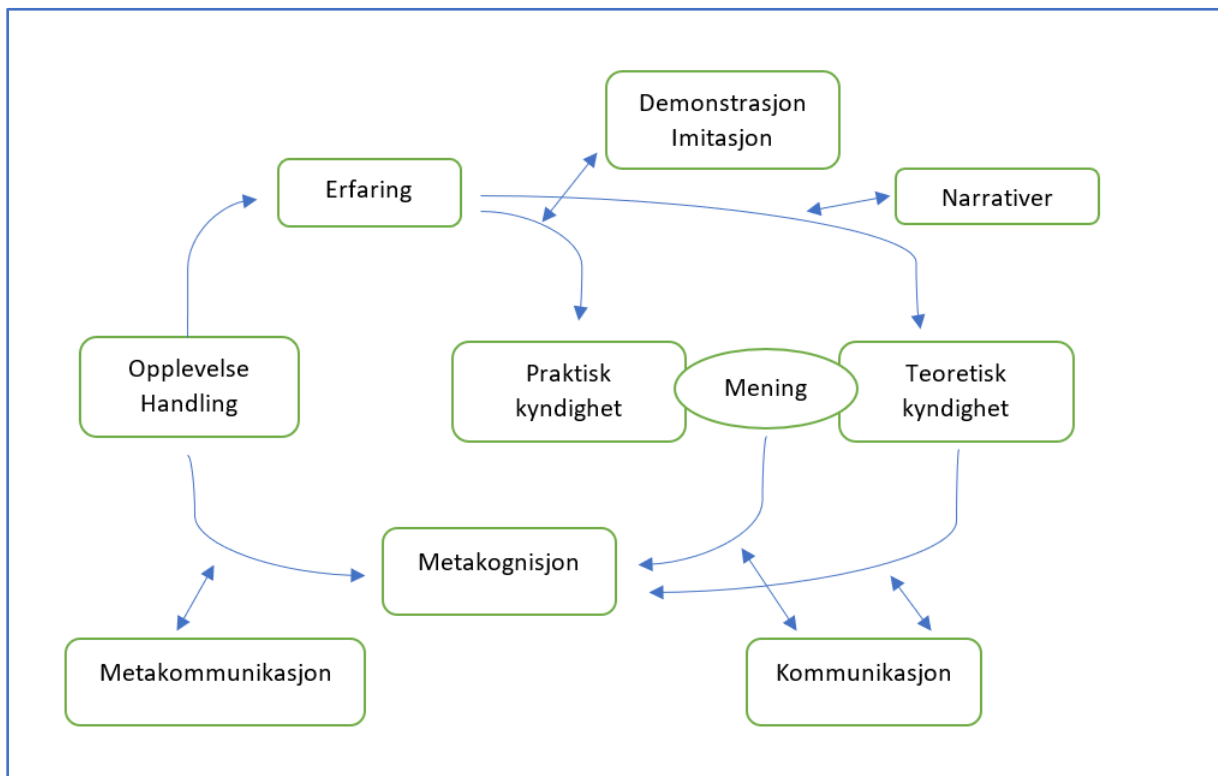 Demonstrasjon
Imitasjon
Erfaring
Narrativer
Opplevelse
Handling
Praktisk
kyndighet
Mening
Teoretisk
kyndighet
Metakognisjon
Metakommunikasjon
Kommunikasjon